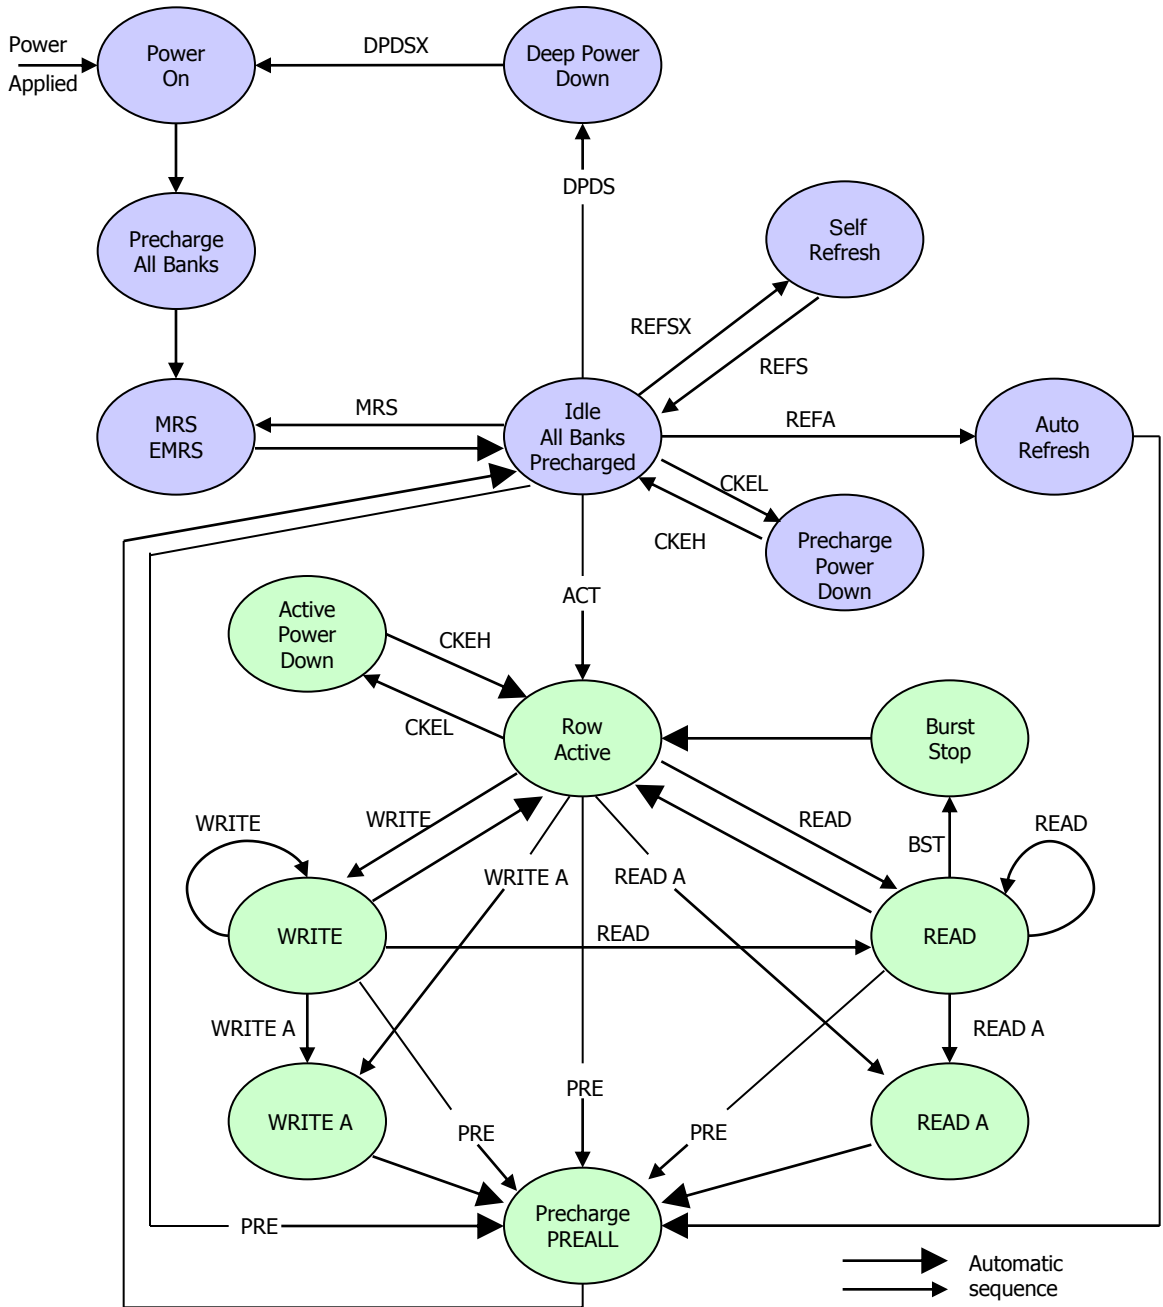 Power
Applied
Power
On
DPDSX
Deep Power
Down
DPDS
Precharge
All Banks
Self
Refresh
REFSX
REFS
MRS
EMRS
MRS
Idle
All Banks
Precharged
REFA
Auto
Refresh
CKEL
CKEH
Precharge
Power
Down
ACT
Active
Power
Down
CKEH
CKEL
Row
Active
Burst
Stop
WRITE
WRITE
READ
BST
READ
WRITE A
READ A
WRITE
READ
READ
WRITE A
READ A
WRITE A
PRE
PRE
PRE
READ A
PRE
Precharge
PREALL
Automatic
sequence